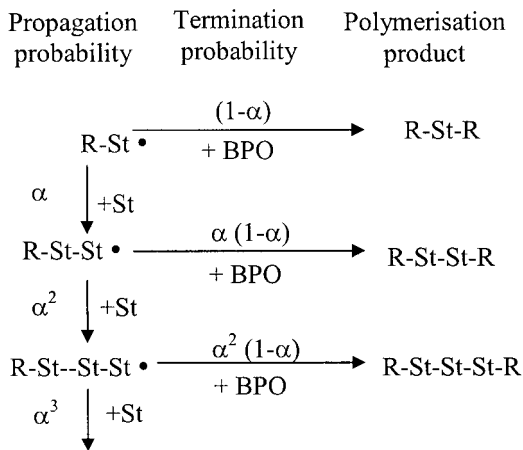 Propagation probability
Termination probability
Polymerisation product
(1-α)
R-St •
+ BPO
R-St-R
α
+St
α (1-α)
R-St-St •
+ BPO
R-St-St-R
α²
+St
α² (1-α)
R-St--St-St •
+ BPO
R-St-St-St-R
α³
+St